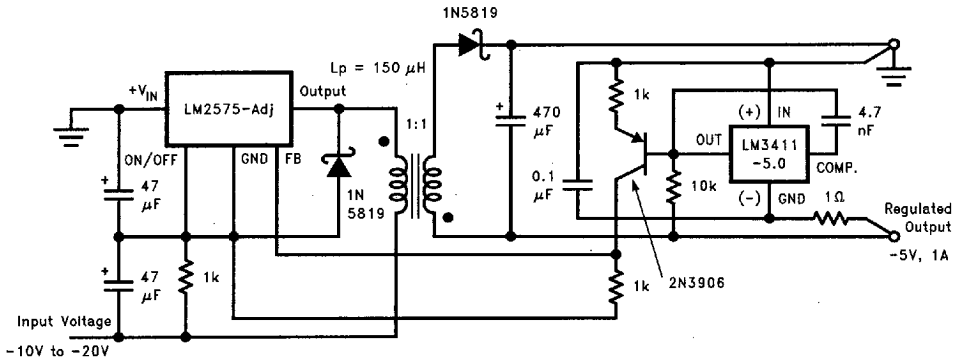 1N5819
Lp = 150 μH
+VIN
LM2575-Adj
Output
1:1
ON/OFF
GND
FB
+
47
μF
1N
5819
+
47
μF
1k
Input Voltage
-10V to -20V
+
470
μF
1k
0.1
μF
OUT
(+)
IN
LM3411
-5.0
4.7
nF
COMP.
10k
(-)
GND
1Ω
Regulated
Output
-5V, 1A
1k
2N3906